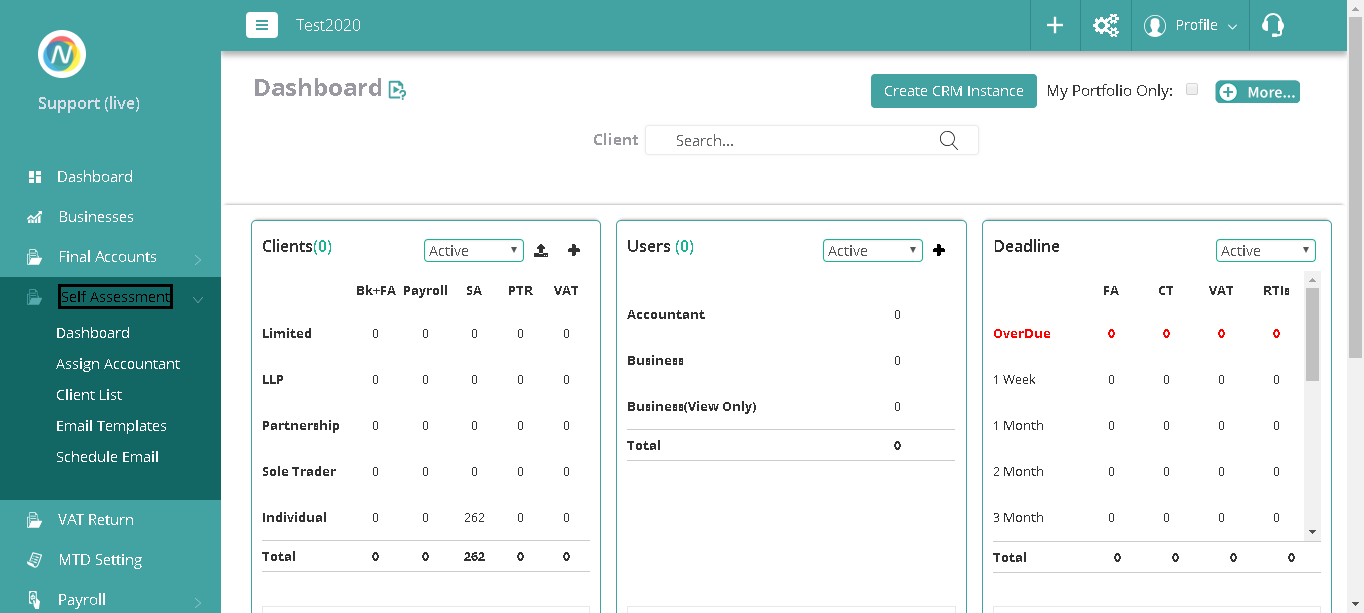 Test2020
Profile
N
Support (live)
Dashboard
Businesses
Final Accounts
Self Assessment
Dashboard
Assign Accountant
Client List
Email Templates
Schedule Email
VAT Return
MTD Setting
Payroll
Dashboard
Create CRM Instance My Portfolio Only: More...
Client Search...
Clients(0) Active
Bk+FA Payroll SA PTR VAT
Limited 0 0 0 0 0
LLP 0 0 0 0 0
Partnership 0 0 0 0 0
Sole Trader 0 0 0 0 0
Individual 0 0 262 0 0
Total 0 0 262 0 0
Users (0) Active
Accountant 0
Business 0
Business(View Only) 0
Total 0
Deadline Active
FA CT VAT RTIs
OverDue 0 0 0 0
1 Week 0 0 0 0
1 Month 0 0 0 0
2 Month 0 0 0 0
3 Month 0 0 0 0
Total 0 0 0 0